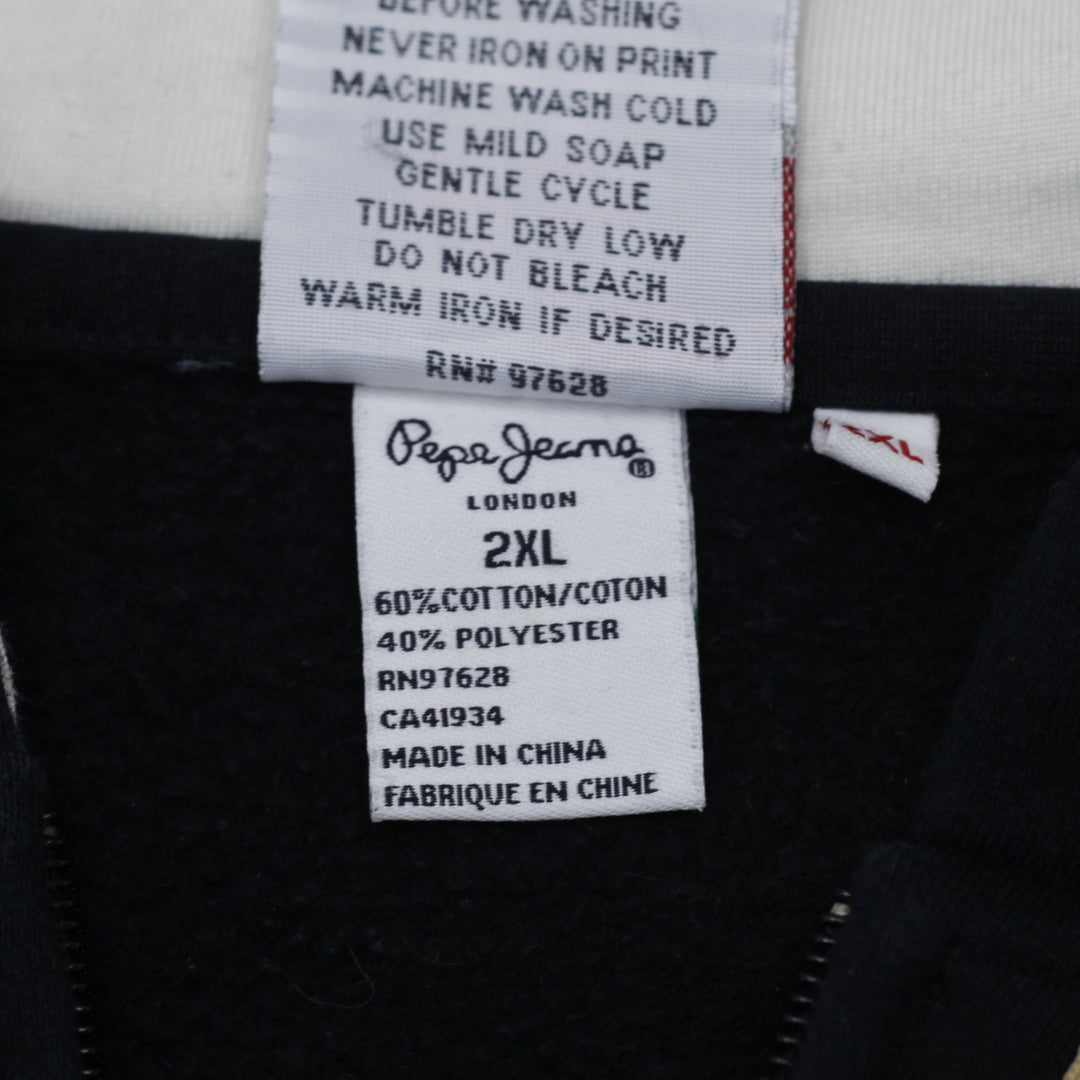 BEFORE WASHING
NEVER IRON ON PRINT
MACHINE WASH COLD
USE MILD SOAP
GENTLE CYCLE
TUMBLE DRY LOW
DO NOT BLEACH
WARM IRON IF DESIRED
RN# 97628
Pepe Jeans ®
LONDON
2XL
60%COTTON/COTON
40% POLYESTER
RN97628
CA41934
MADE IN CHINA
FABRIQUE EN CHINE
XXL